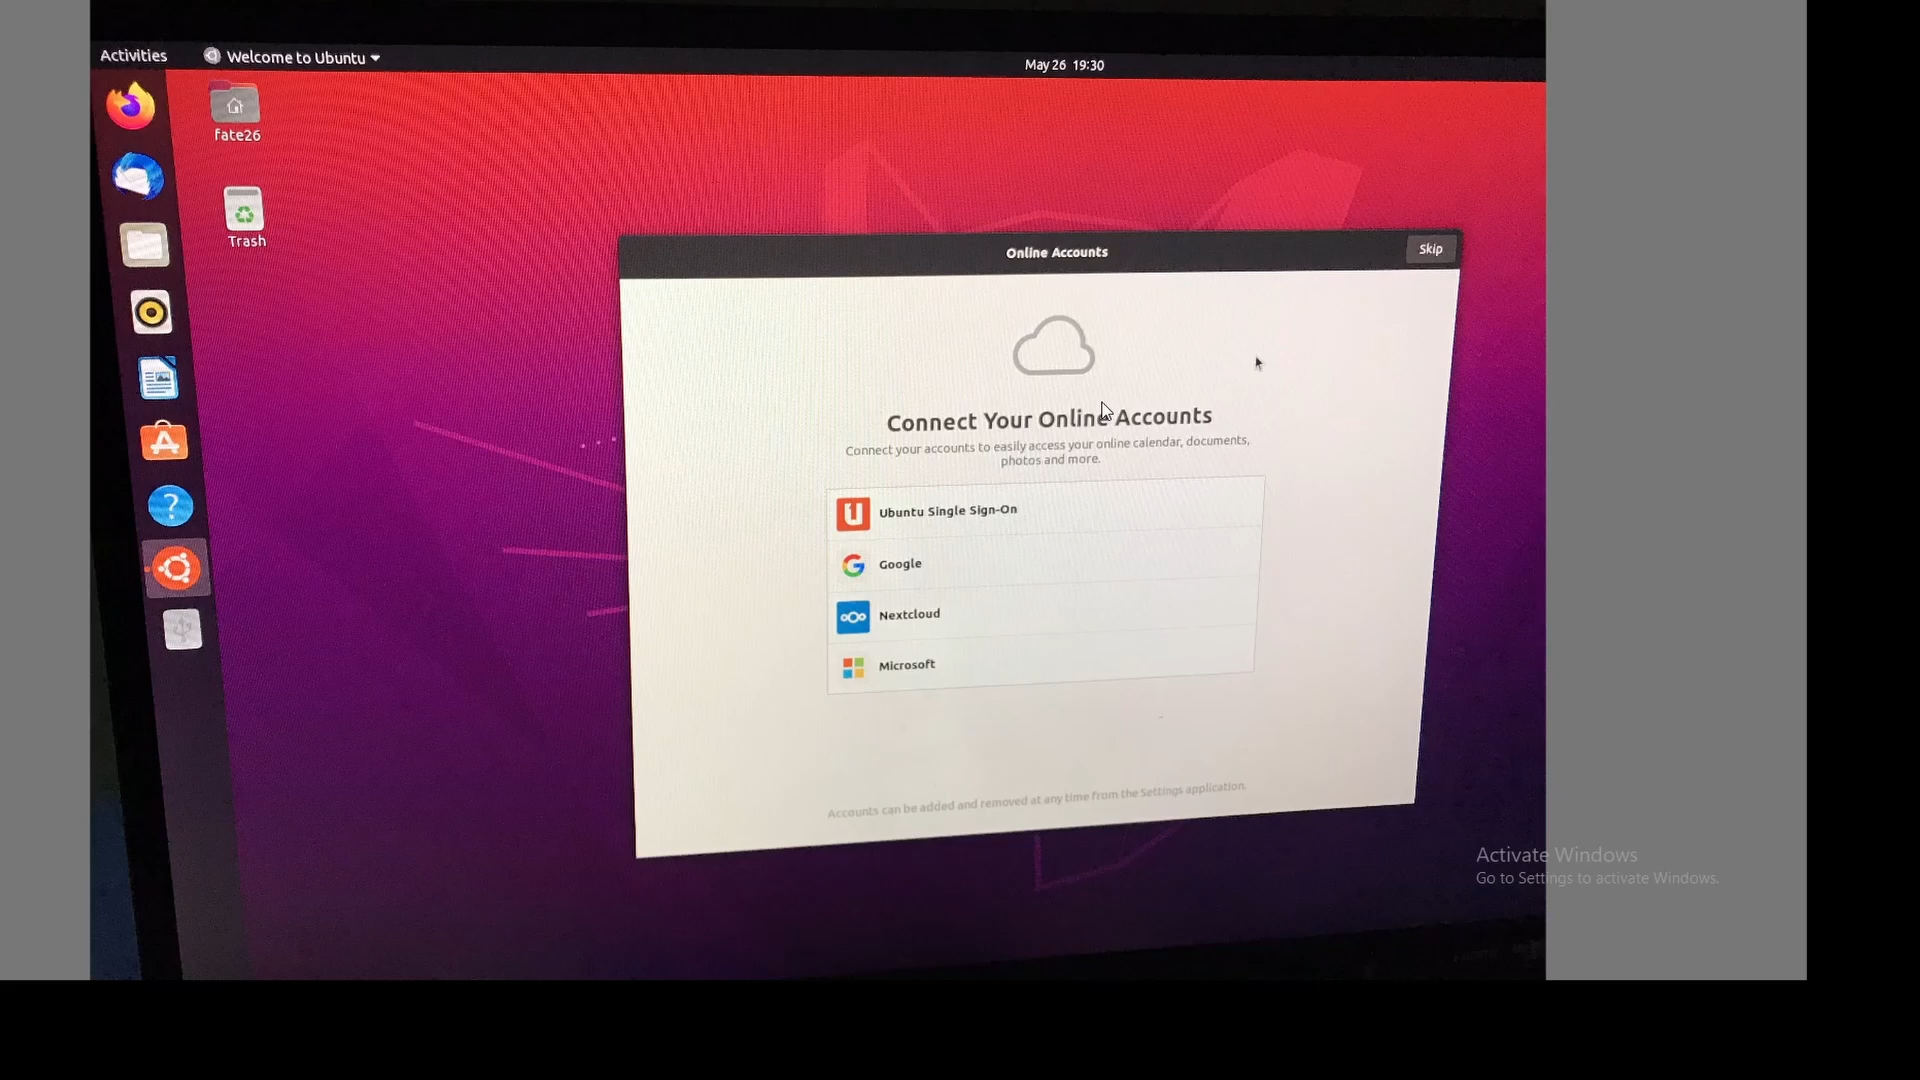 Activities
Welcome to Ubuntu
May 26 19:30
fate26
Trash
Online Accounts
Skip
Connect Your Online Accounts
Connect your accounts to easily access your online calendar, documents,
photos and more.
Ubuntu Single Sign-On
Google
Nextcloud
Microsoft
Accounts can be added and removed at any time from the Settings application.
Activate Windows
Go to Settings to activate Windows.